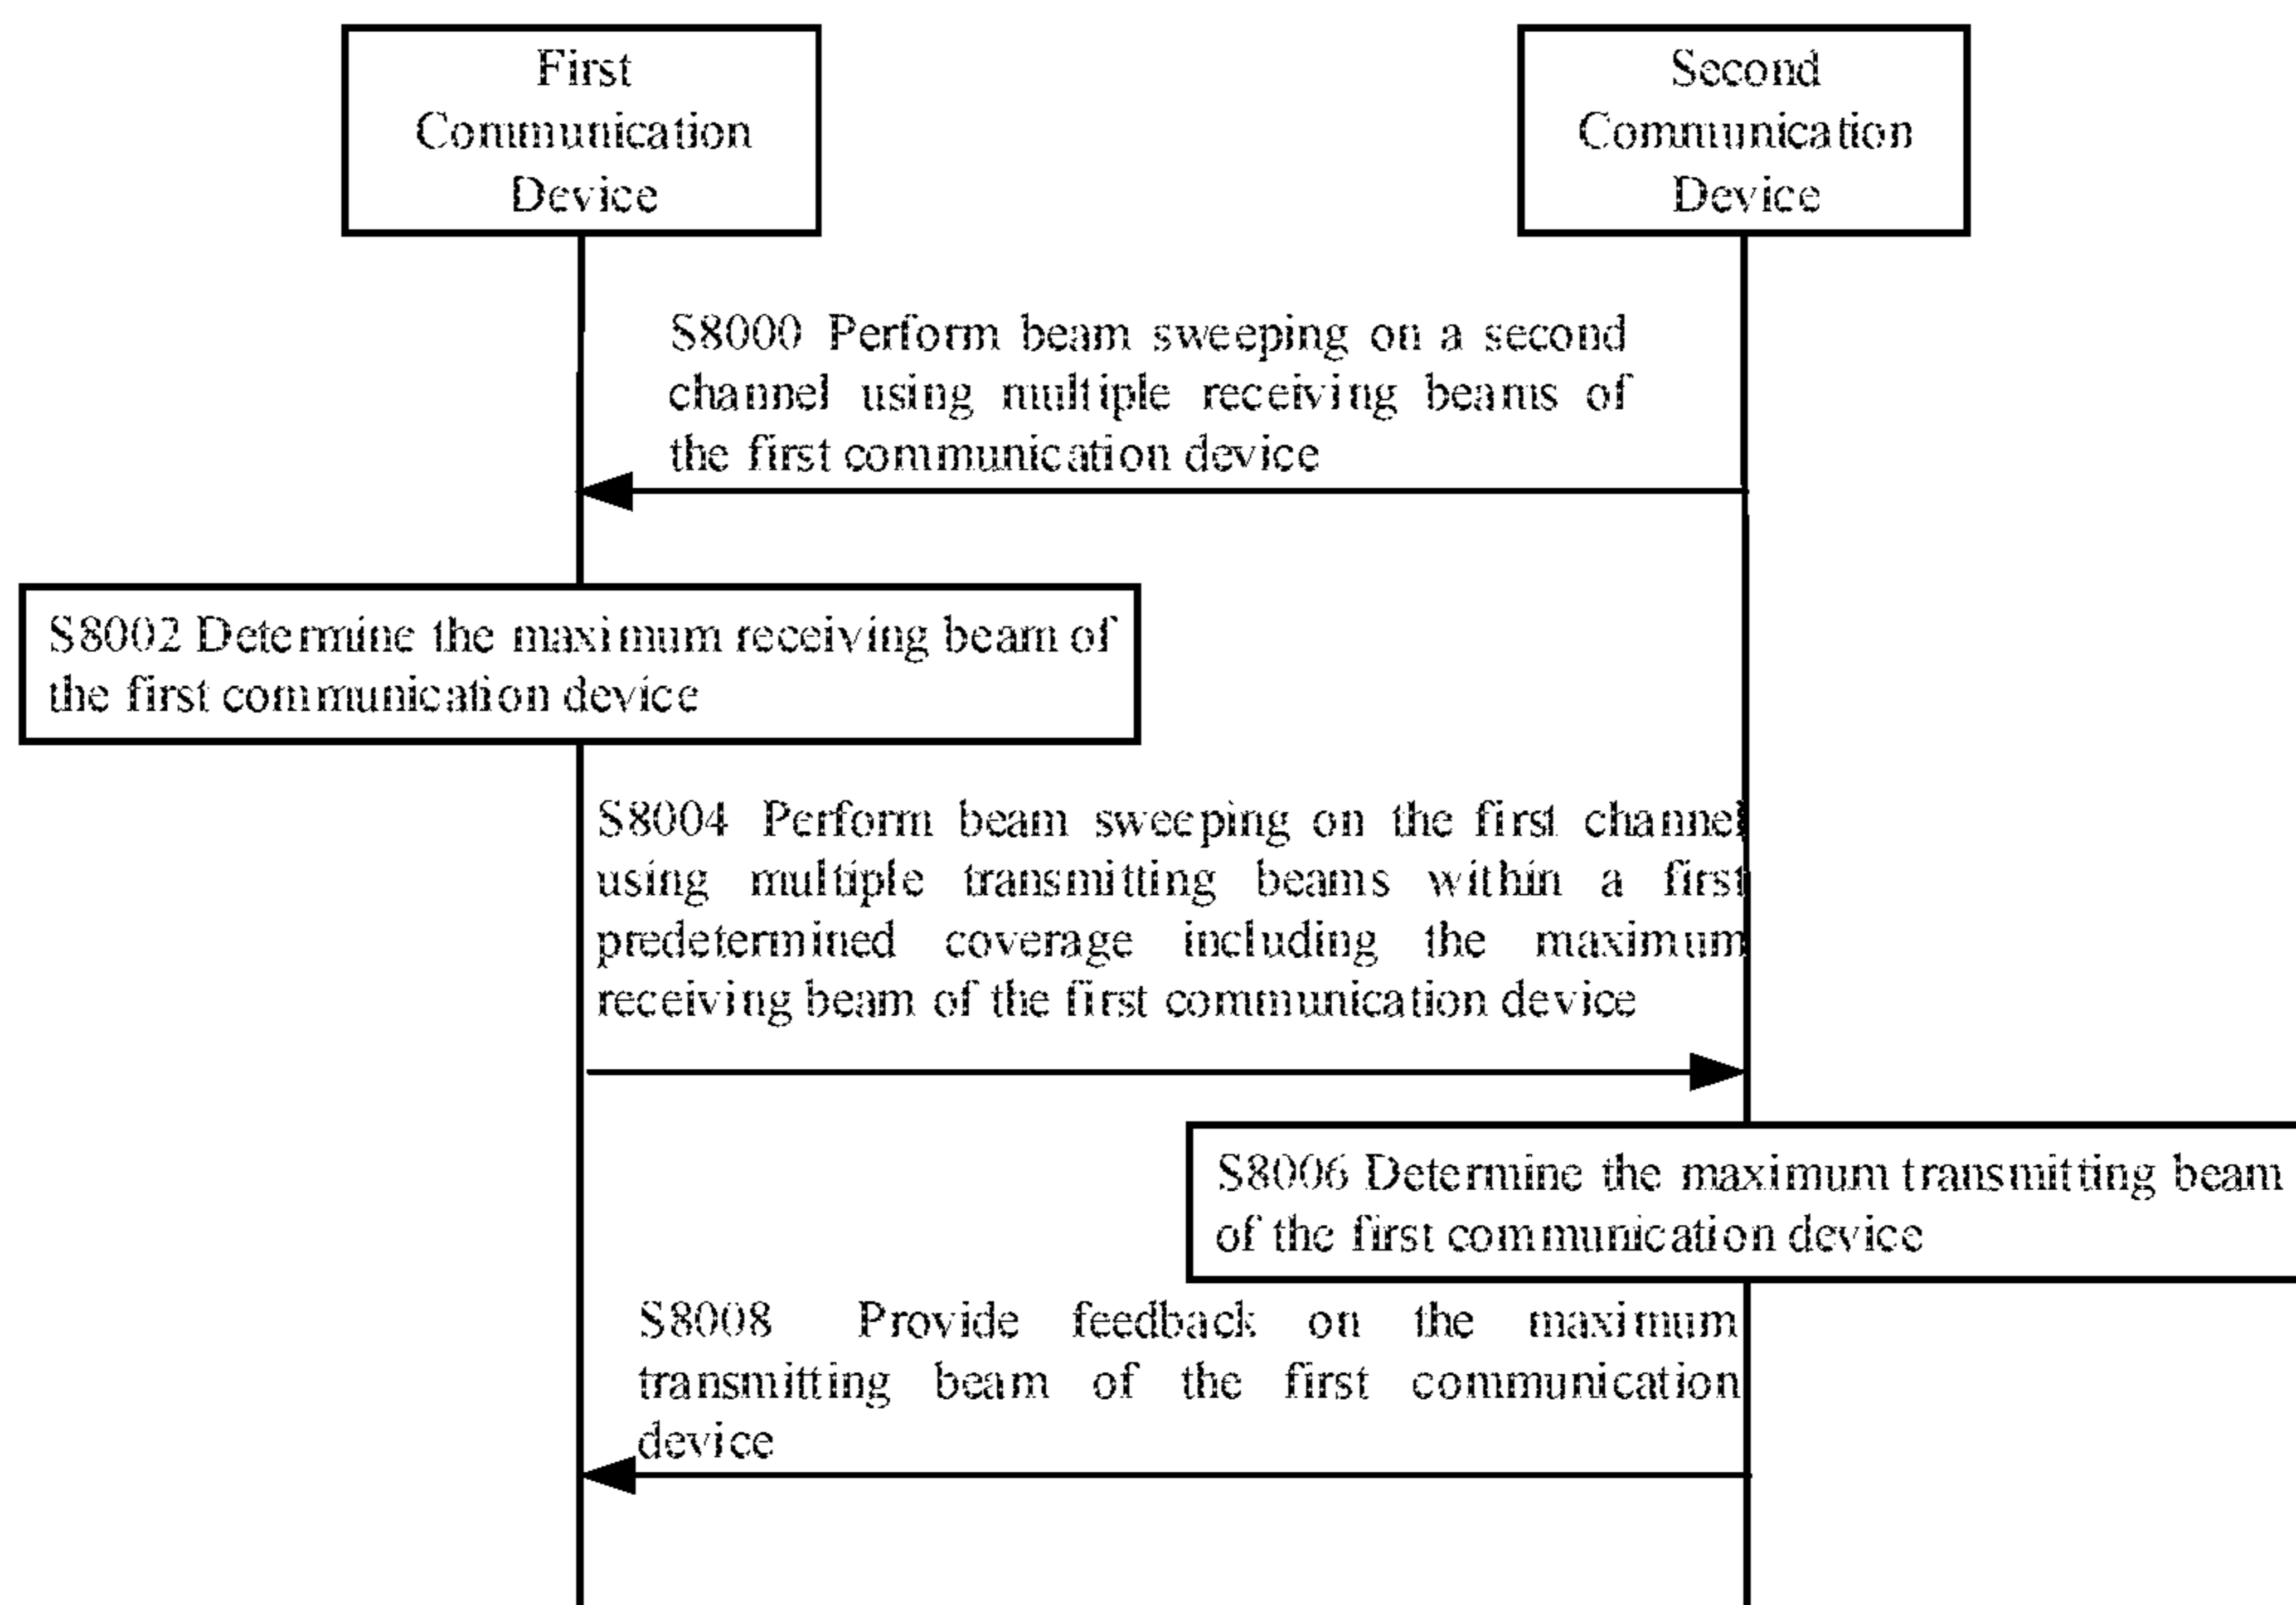 First
Communication
Device
Second
Communication
Device
S8000 Perform beam sweeping on a second
channel using multiple receiving beams of
the first communication device
S8002 Determine the maximum receiving beam of
the first communication device
S8004 Perform beam sweeping on the first channel
using multiple transmitting beams within a first
predetermined coverage including the maximum
receiving beam of the first communication device
S8006 Determine the maximum transmitting beam
of the first communication device
S8008 Provide feedback on the maximum
transmitting beam of the first communication
device